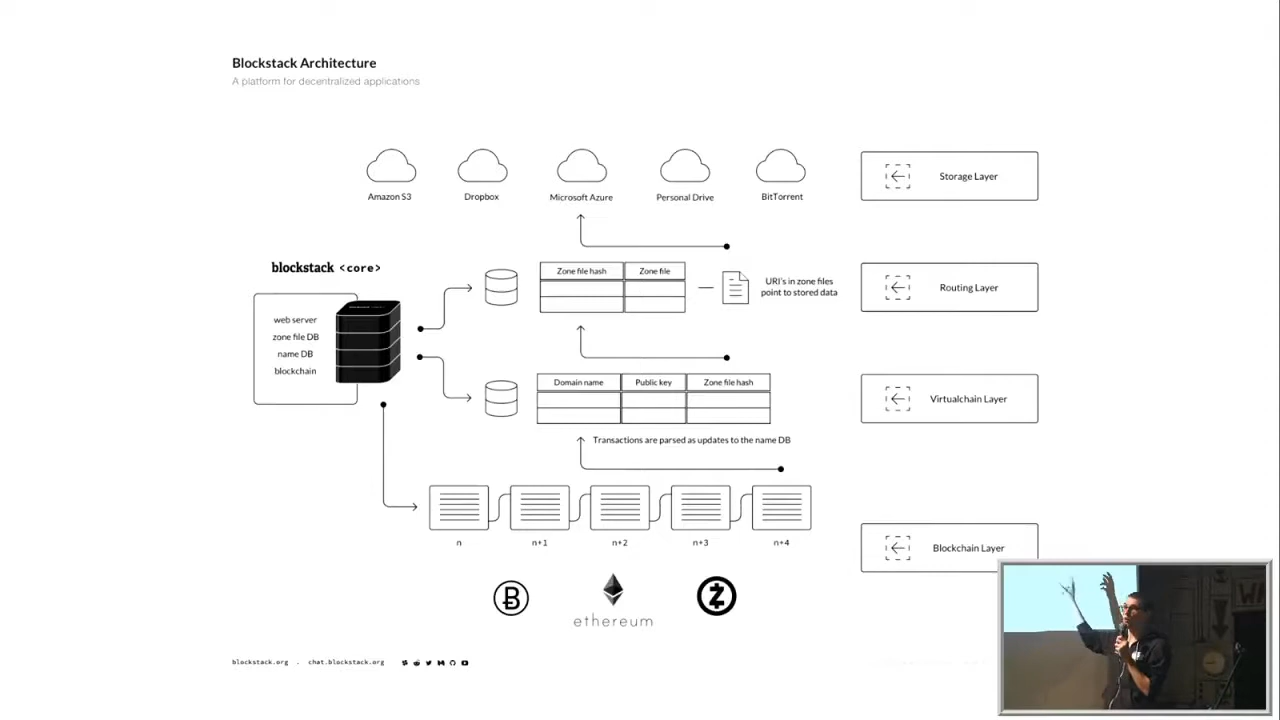 Blockstack Architecture
A platform for decentralized applications
Amazon S3
Dropbox
Microsoft Azure
Personal Drive
BitTorrent
Storage Layer
blockstack <core>
web server
zone file DB
name DB
blockchain
Zone file hash
Zone file
URI's in zone files
point to stored data
Routing Layer
Domain name
Public key
Zone file hash
Virtualchain Layer
Transactions are parsed as updates to the name DB
n
n+1
n+2
n+3
n+4
Blockchain Layer
ethereum
blockstack.org . chat.blockstack.org